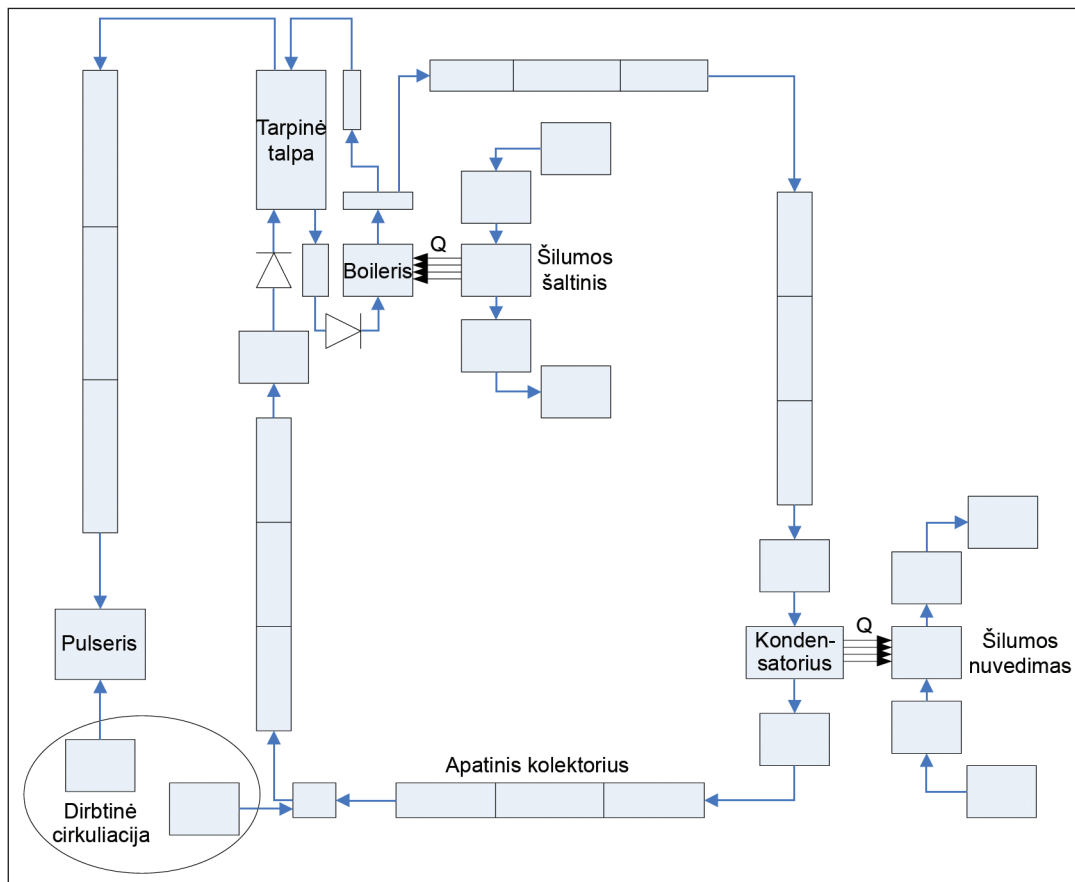 Tarpinė
talpa
Q
Boileris
Šilumos
šaltinis
Pulseris
Q
Konden-
satorius
Šilumos
nuvedimas
Apatinis kolektorius
Dirbtinė
cirkuliacija